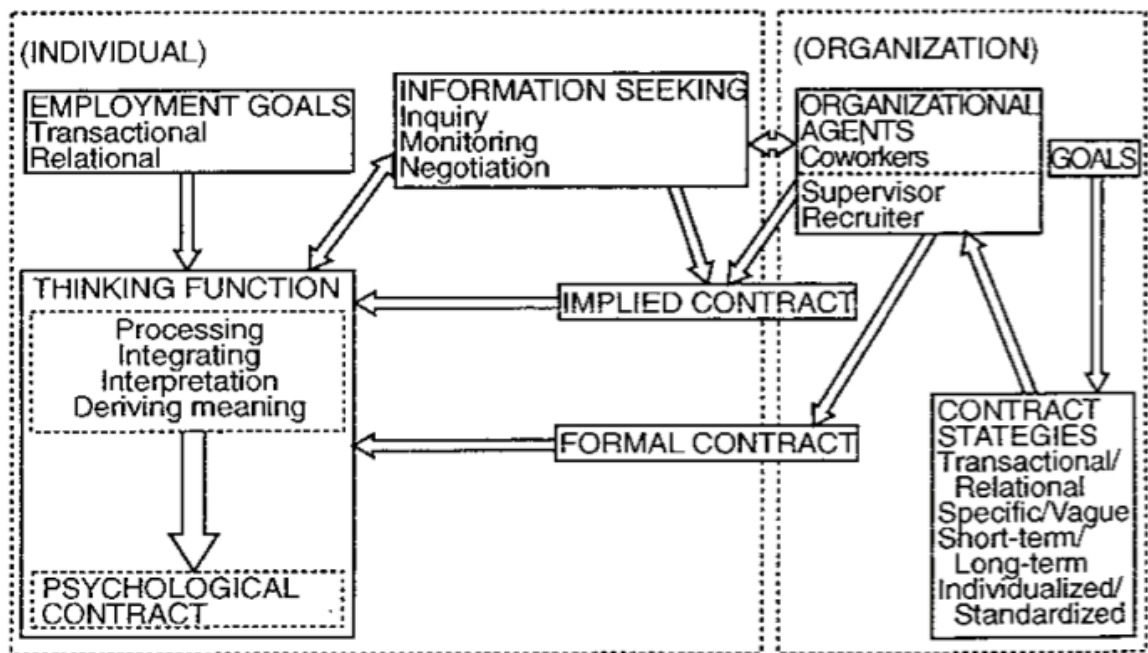 (INDIVIDUAL)
EMPLOYMENT GOALS
Transactional
Relational
INFORMATION SEEKING
Inquiry
Monitoring
Negotiation
THINKING FUNCTION
Processing
Integrating
Interpretation
Deriving meaning
PSYCHOLOGICAL
CONTRACT
IMPLIED CONTRACT
FORMAL CONTRACT
(ORGANIZATION)
ORGANIZATIONAL
AGENTS
Coworkers
Supervisor
Recruiter
GOALS
CONTRACT
STATEGIES
Transactional/
Relational
Specific/Vague
Short-term/
Long-term
Individualized/
Standardized